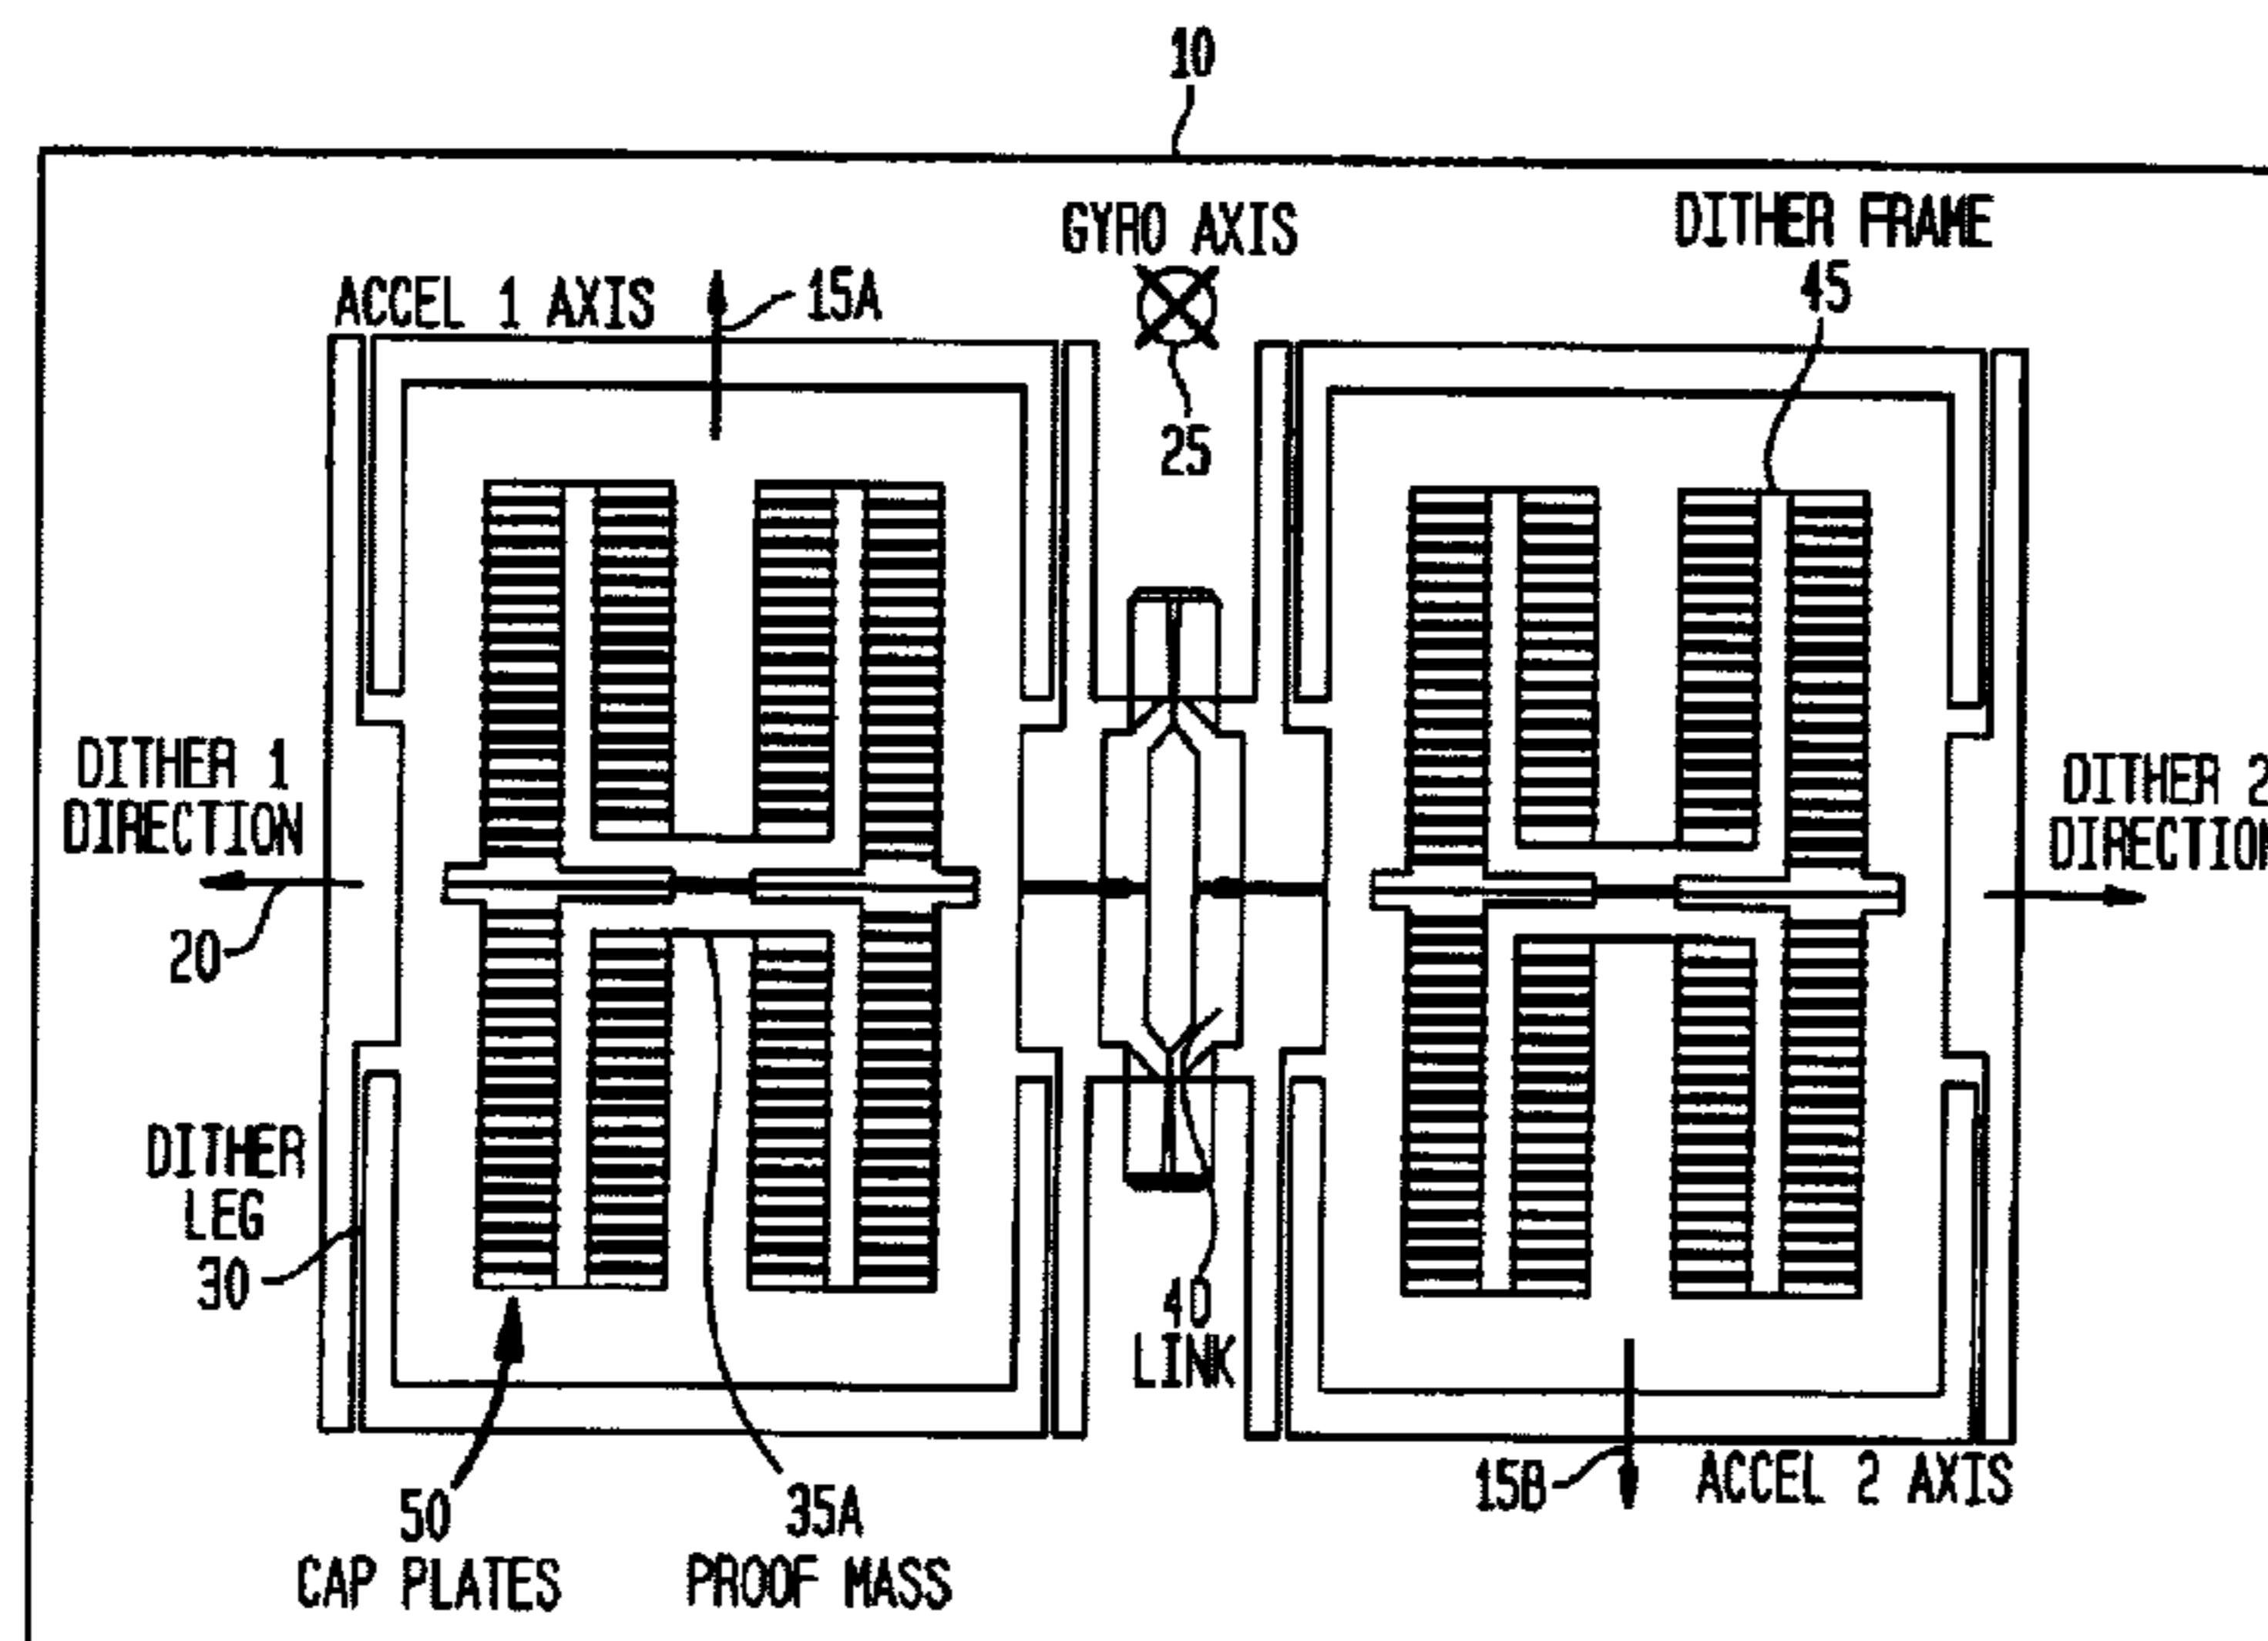 10
GYRO AXIS
25
DITHER FRAME
45
ACCEL 1 AXIS
15A
DITHER 1
DIRECTION
20
DITHER 2
DIRECTION
DITHER
LEG
30
40
LINK
50
CAP PLATES
35A
PROOF MASS
15B
ACCEL 2 AXIS